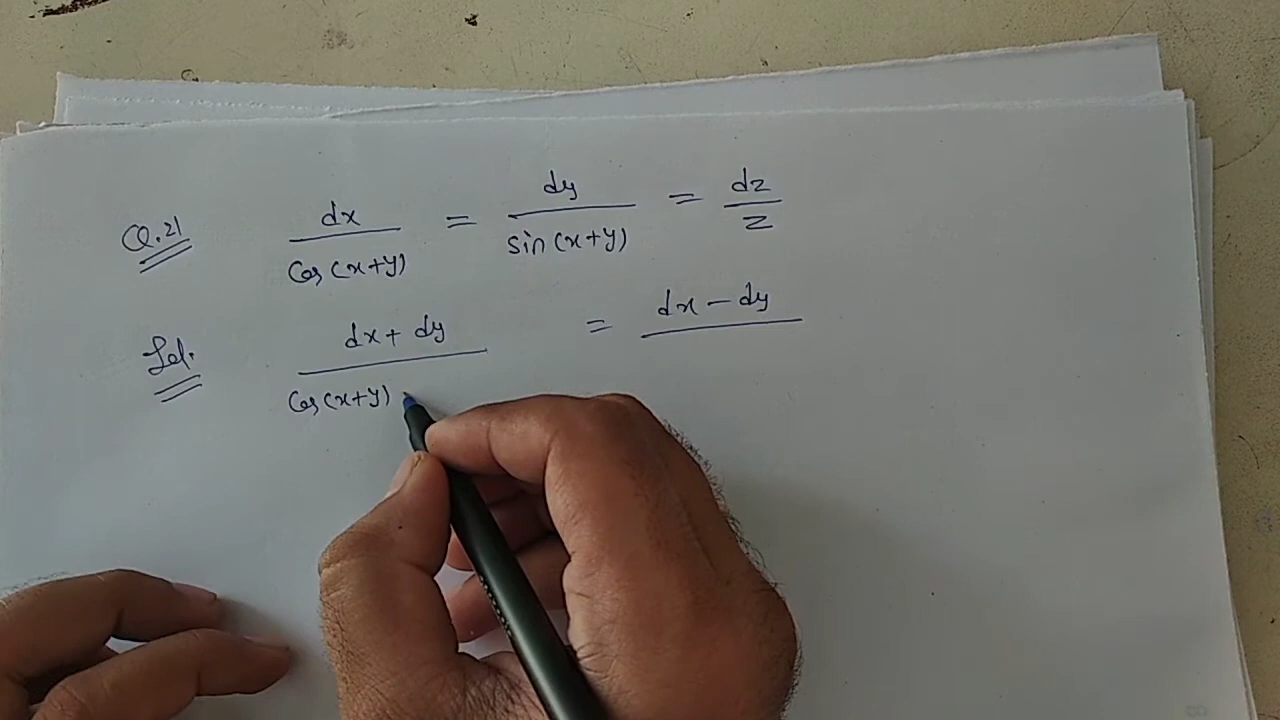 Q.21 dx/cos(x+y) = dy/sin(x+y) = dz/z
Sol. dx + dy/cos(x+y) = dx - dy/